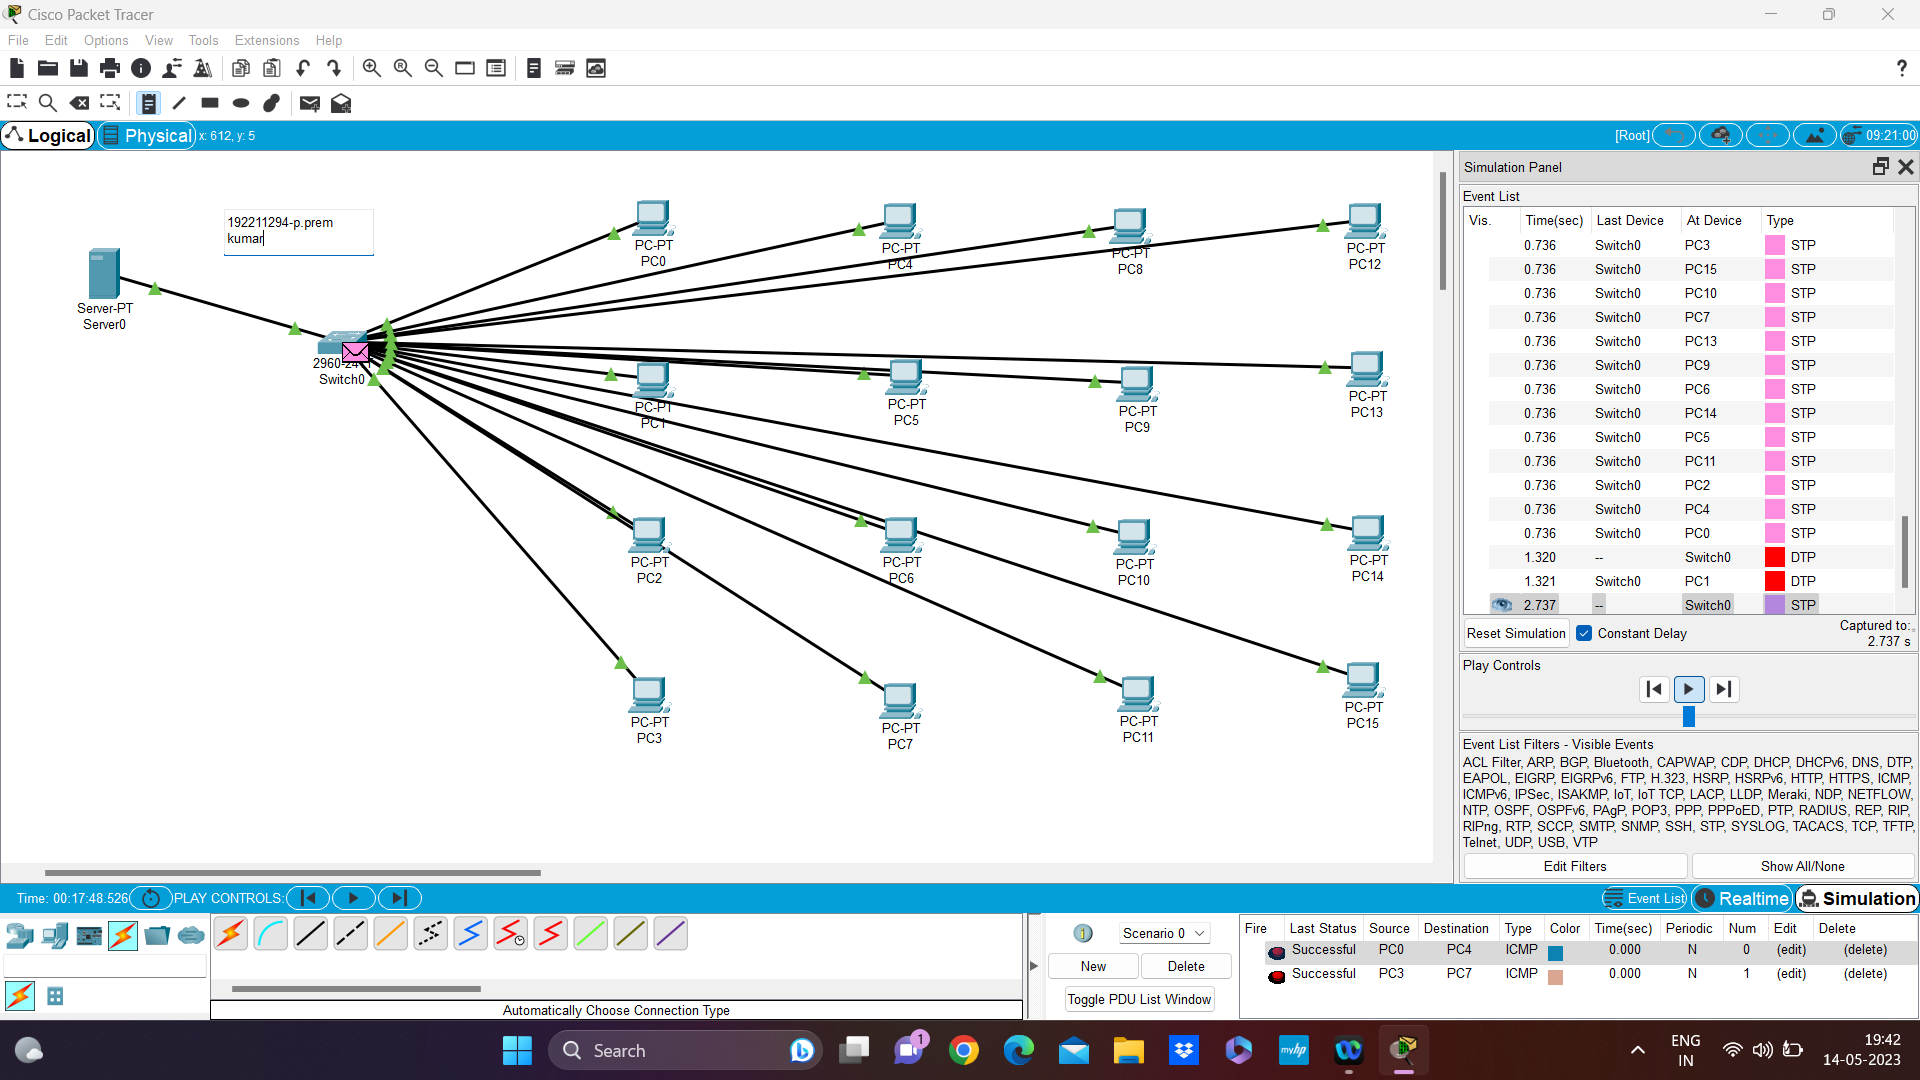 Cisco Packet Tracer
File Edit Options View Tools Extensions Help
Logical Physical x: 612, y: 5 [Root] 09:21:00
192211294-p.prem
kumar
Server-PT
Server0
Switch0
PC-PT
PC0
PC-PT
PC4
PC-PT
PC8
PC-PT
PC12
PC-PT
PC1
PC-PT
PC5
PC-PT
PC9
PC-PT
PC13
PC-PT
PC2
PC-PT
PC6
PC-PT
PC10
PC-PT
PC14
PC-PT
PC3
PC-PT
PC7
PC-PT
PC11
PC-PT
PC15
Simulation Panel
Event List
Vis. Time(sec) Last Device At Device Type
0.736 Switch0 PC3 STP
0.736 Switch0 PC15 STP
0.736 Switch0 PC10 STP
0.736 Switch0 PC7 STP
0.736 Switch0 PC13 STP
0.736 Switch0 PC9 STP
0.736 Switch0 PC6 STP
0.736 Switch0 PC14 STP
0.736 Switch0 PC5 STP
0.736 Switch0 PC11 STP
0.736 Switch0 PC2 STP
0.736 Switch0 PC4 STP
0.736 Switch0 PC0 STP
1.320 -- Switch0 DTP
1.321 Switch0 PC1 DTP
2.737 -- Switch0 STP
Reset Simulation Constant Delay Captured to:
2.737 s
Play Controls
Event List Filters - Visible Events
ACL Filter, ARP, BGP, Bluetooth, CAPWAP, CDP, DHCP, DHCPv6, DNS, DTP,
EAPOL, EIGRP, EIGRPv6, FTP, H.323, HSRP, HSRPv6, HTTP, HTTPS, ICMP,
ICMPv6, IPSec, ISAKMP, IoT, IoT TCP, LACP, LLDP, Meraki, NDP, NETFLOW,
NTP, OSPF, OSPFv6, PAgP, POP3, PPP, PPPoED, PTP, RADIUS, REP, RIP,
RIPng, RTP, SCCP, SMTP, SNMP, SSH, STP, SYSLOG, TACACS, TCP, TFTP,
Telnet, UDP, USB, VTP
Edit Filters Show All/None
Time: 00:17:48.526 PLAY CONTROLS: Event List Realtime Simulation
Scenario 0
New Delete
Toggle PDU List Window
Fire Last Status Source Destination Type Color Time(sec) Periodic Num Edit Delete
Successful PC0 PC4 ICMP 0.000 N 0 (edit) (delete)
Successful PC3 PC7 ICMP 0.000 N 1 (edit) (delete)
Automatically Choose Connection Type
Search
1
myhp
ENG
IN
19:42
14-05-2023